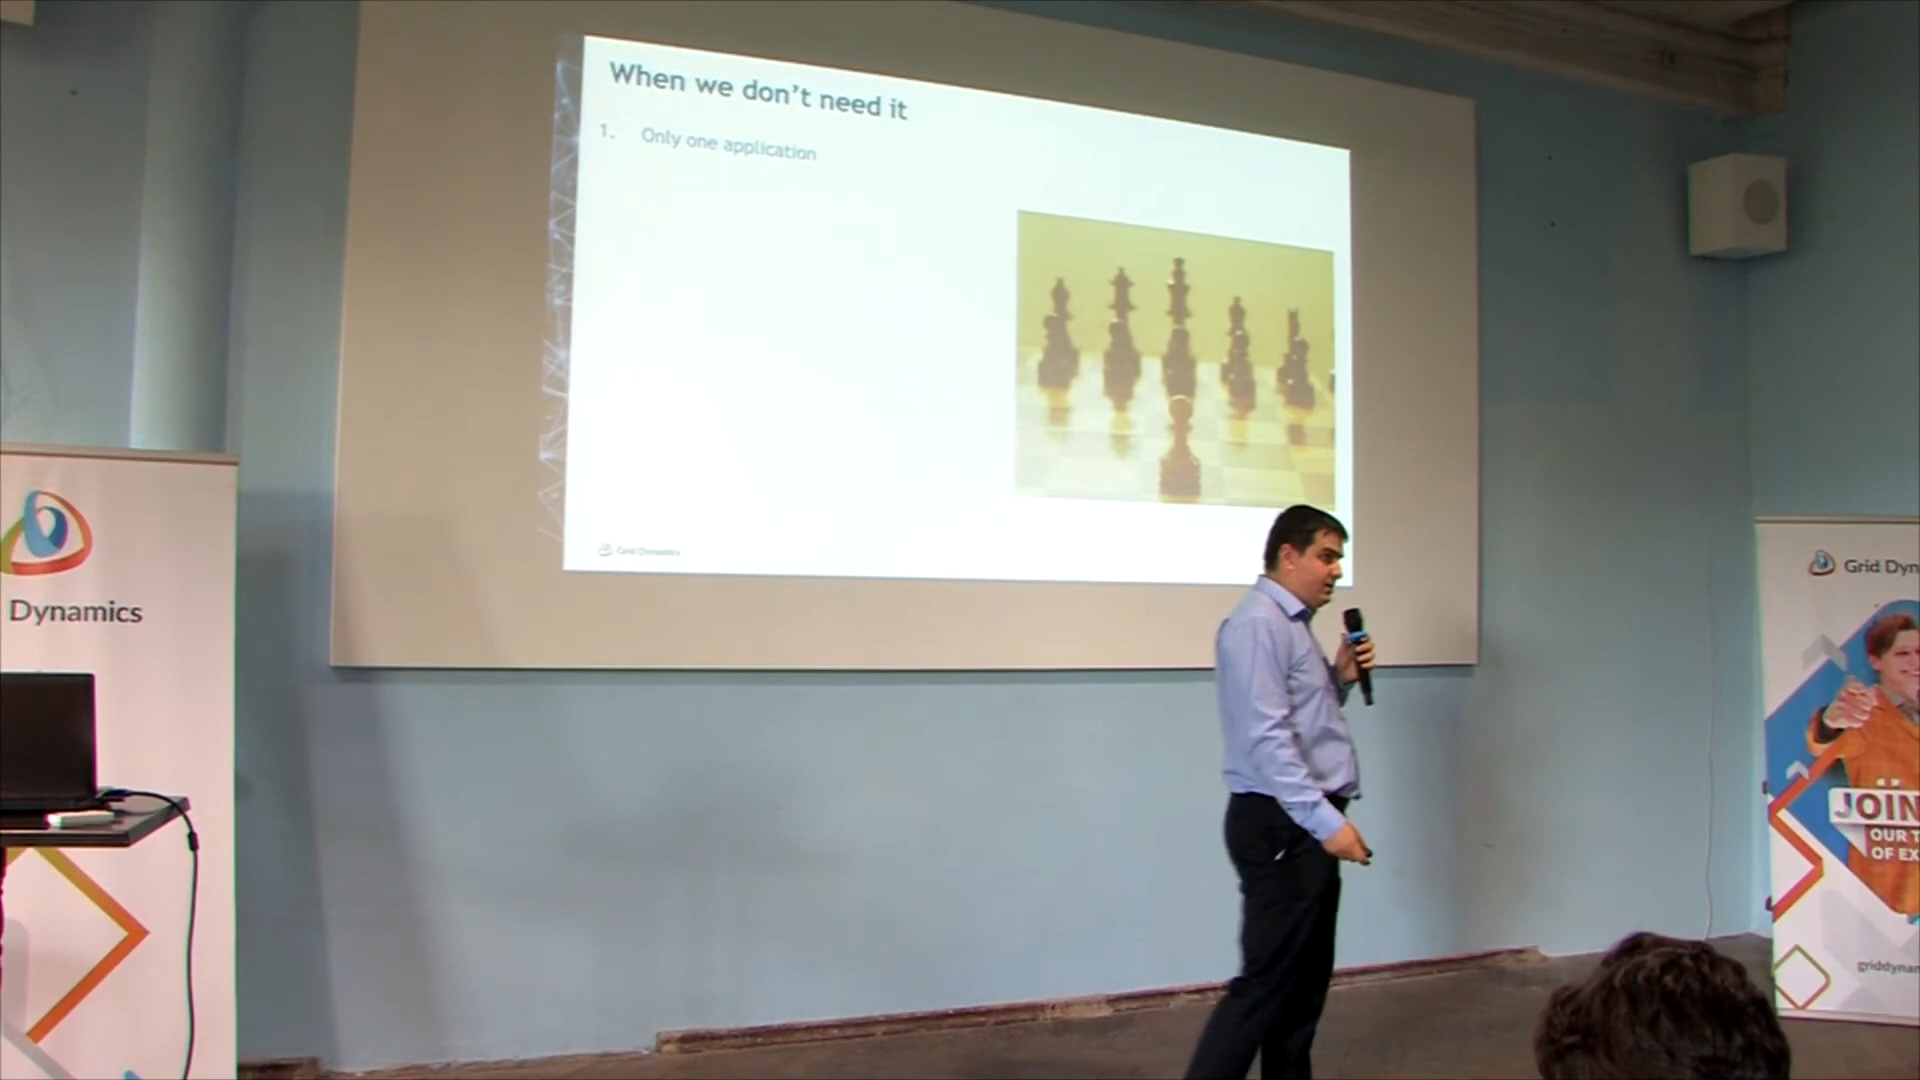 When we don't need it
1. Only one application
Grid Dynamics
Dynamics
Grid Dyn
JOIN
OUR T
OF EX
griddynam